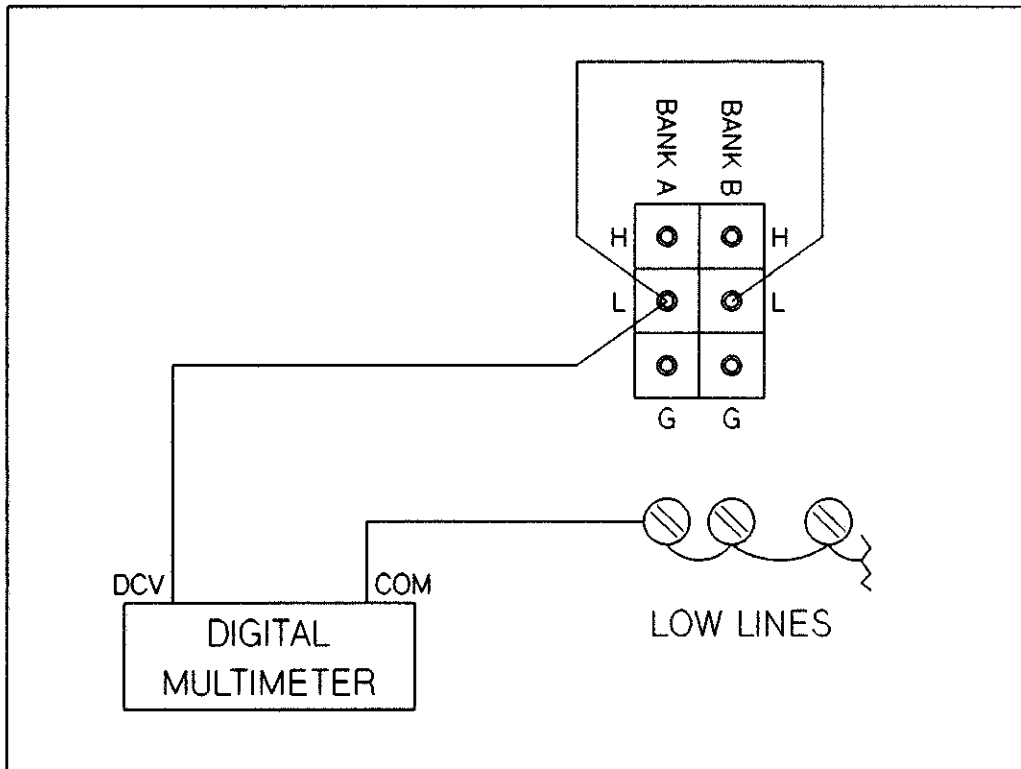 BANK A
BANK B
H
H
L
L
G
G
DCV
COM
DIGITAL
MULTIMETER
LOW LINES